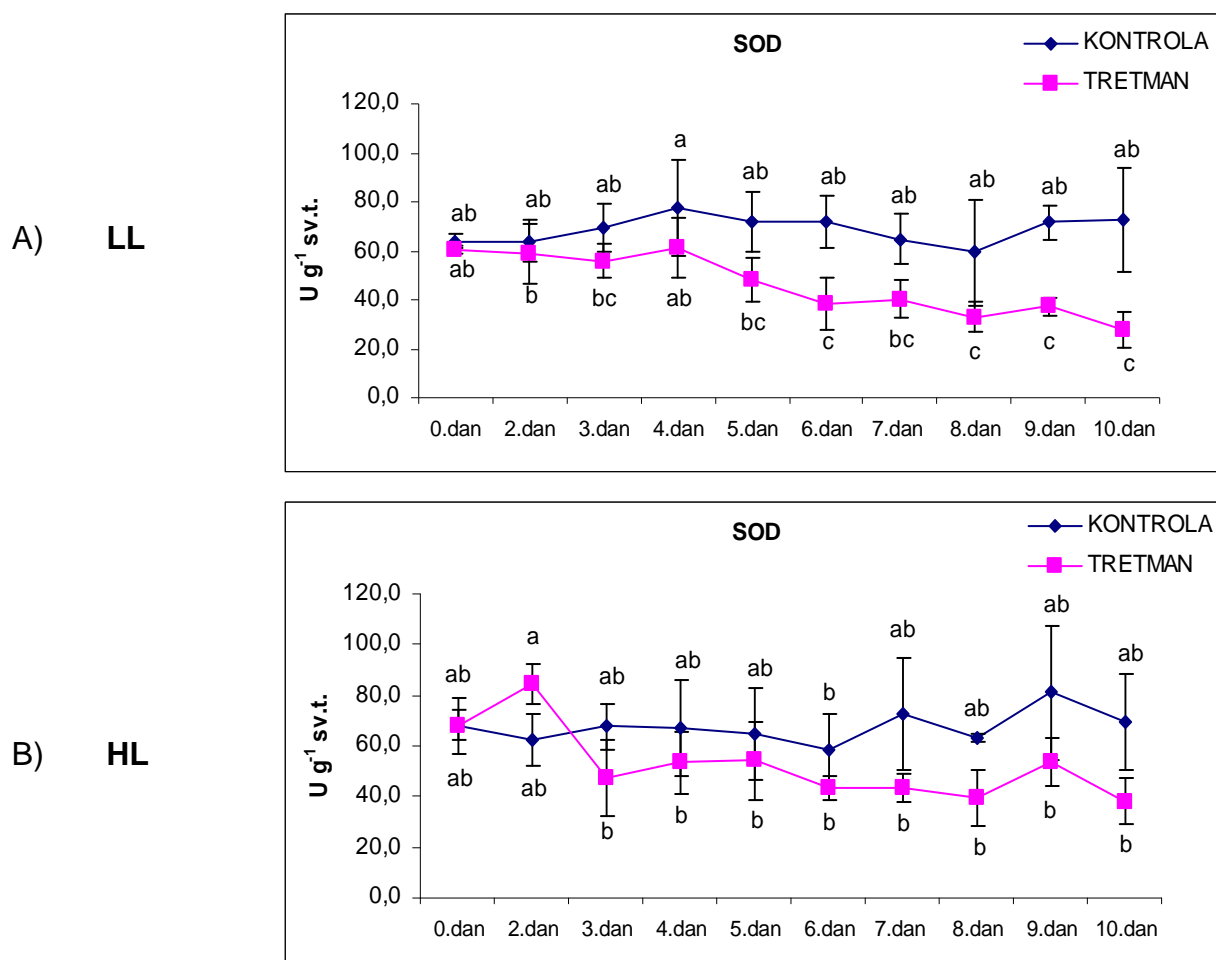 SOD
KONTROLA
TRETMAN
120,0
100,0
80,0
60,0
40,0
20,0
0,0
U g⁻¹ sv.t.
A) LL
ab ab ab a ab ab ab ab ab ab
ab b bc ab bc c bc c c c
0.dan 2.dan 3.dan 4.dan 5.dan 6.dan 7.dan 8.dan 9.dan 10.dan
SOD
KONTROLA
TRETMAN
120,0
100,0
80,0
60,0
40,0
20,0
0,0
U g⁻¹ sv.t.
B) HL
ab a ab ab ab b ab ab ab ab
ab ab b b b b b b b b
0.dan 2.dan 3.dan 4.dan 5.dan 6.dan 7.dan 8.dan 9.dan 10.dan